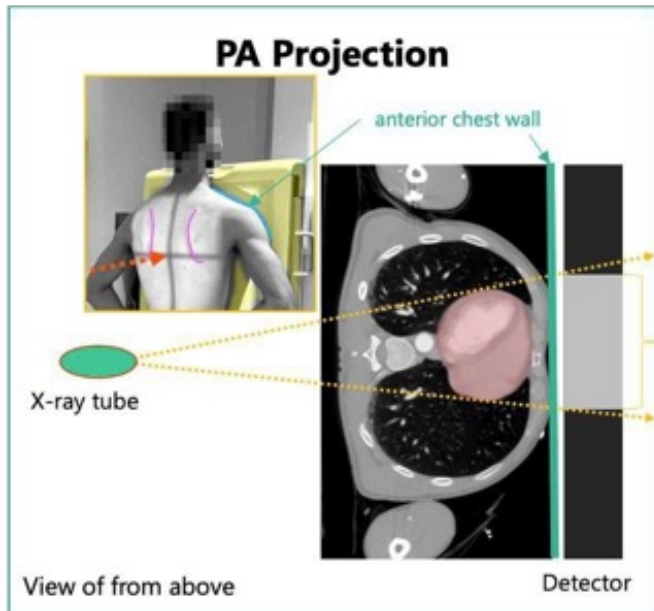 PA Projection
anterior chest wall
X-ray tube
View of from above
Detector